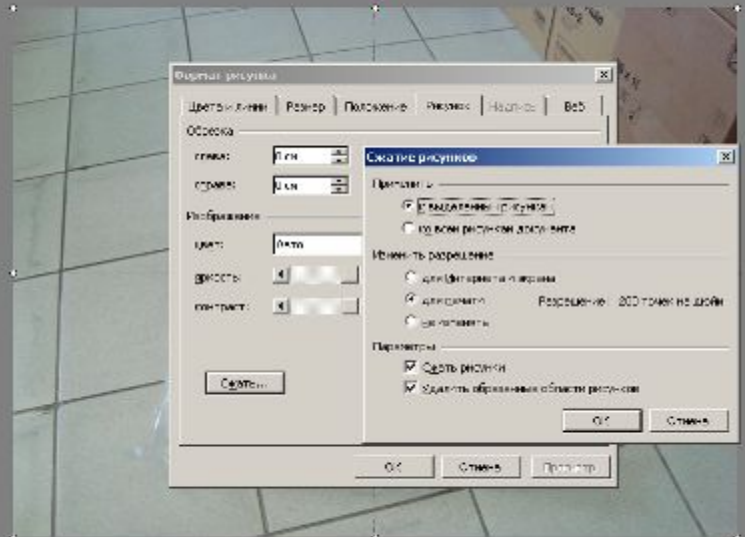 Формат рисунка
Цвета и линии Размер Положение Рисунок Надпись Веб
Обрезка
слева: 0 см
справа: 0 см
Изображение
цвет: Авто
яркость:
контраст:
Сжать...
ОК Отмена Просмотр
Сжатие рисунков
Применить
к выделенным рисункам
ко всем рисункам документа
Изменить разрешение
для Интернета и экрана
для печати Разрешение: 200 точек на дюйм
не изменять
Параметры
Сжать рисунки
Удалить обрезанные области рисунков
ОК Отмена